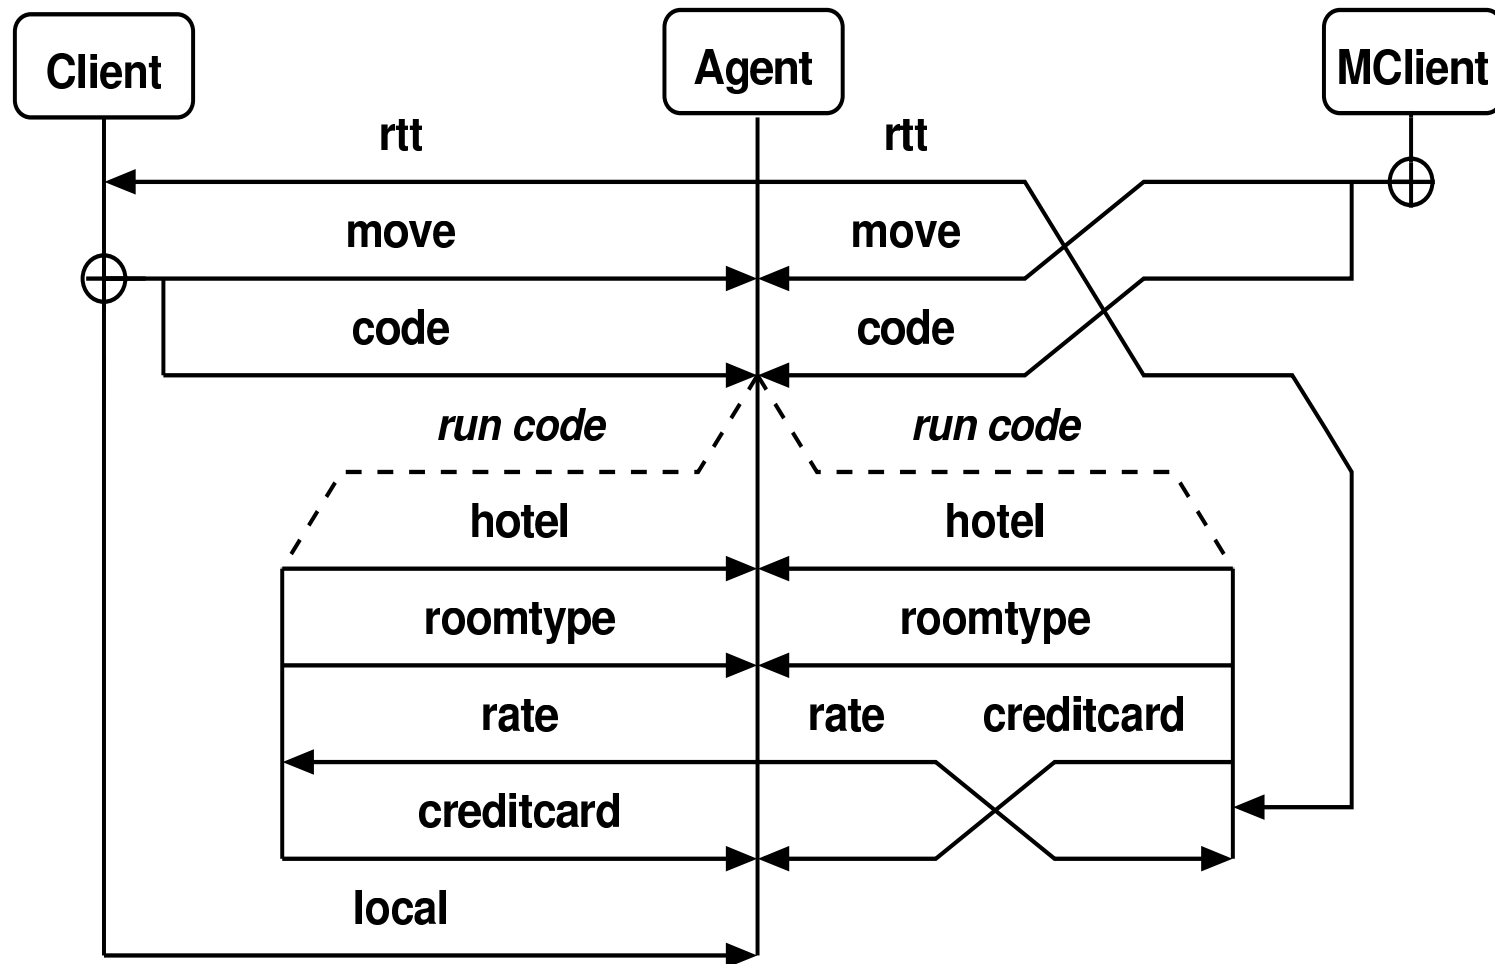 Client
Agent
MClient
rtt
rtt
move
move
code
code
run code
run code
hotel
hotel
roomtype
roomtype
rate
rate
creditcard
creditcard
local